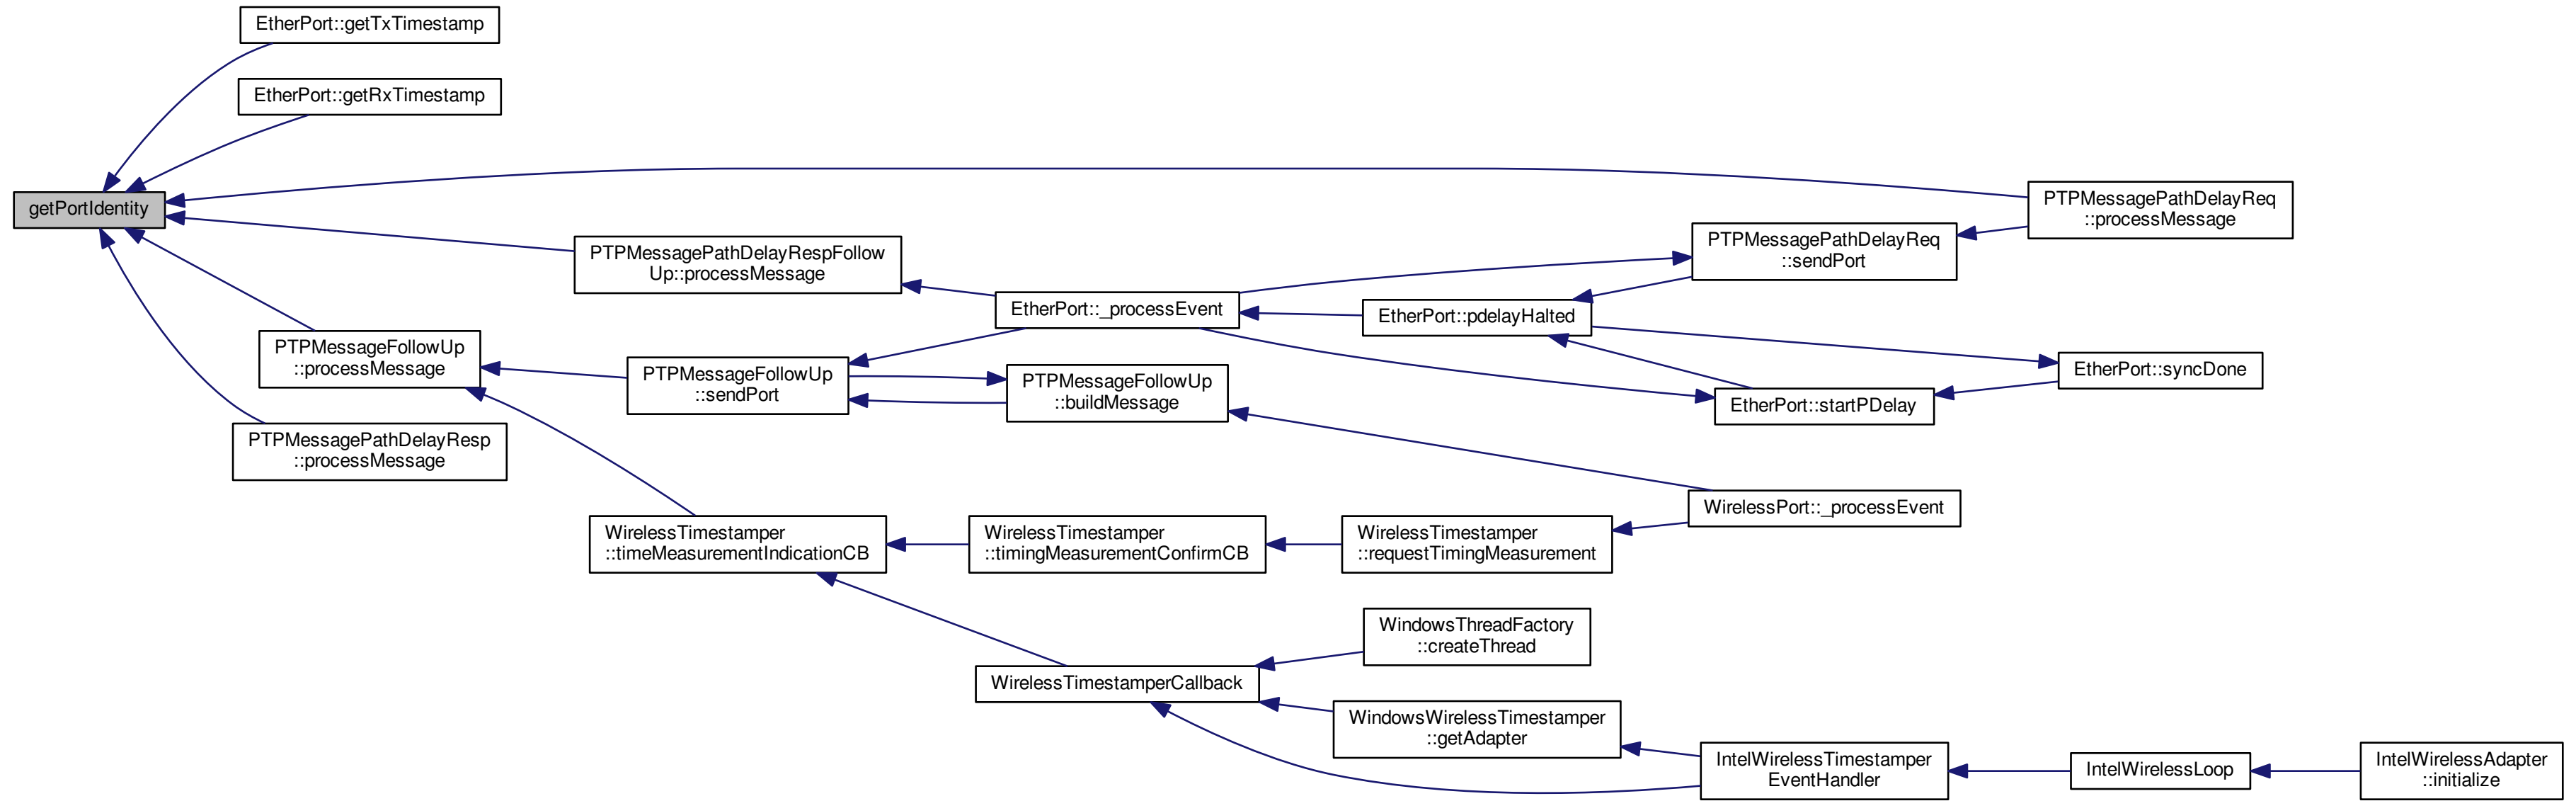 EtherPort::getTxTimestamp
EtherPort::getRxTimestamp
getPortIdentity
PTPMessagePathDelayReq
::processMessage
PTPMessagePathDelayRespFollow
Up::processMessage
PTPMessagePathDelayReq
::sendPort
EtherPort::_processEvent
EtherPort::pdelayHalted
PTPMessageFollowUp
::processMessage
PTPMessageFollowUp
::sendPort
PTPMessageFollowUp
::buildMessage
EtherPort::syncDone
EtherPort::startPDelay
PTPMessagePathDelayResp
::processMessage
WirelessPort::_processEvent
WirelessTimestamper
::timeMeasurementIndicationCB
WirelessTimestamper
::timingMeasurementConfirmCB
WirelessTimestamper
::requestTimingMeasurement
WindowsThreadFactory
::createThread
WirelessTimestamperCallback
WindowsWirelessTimestamper
::getAdapter
IntelWirelessTimestamper
EventHandler
IntelWirelessLoop
IntelWirelessAdapter
::initialize